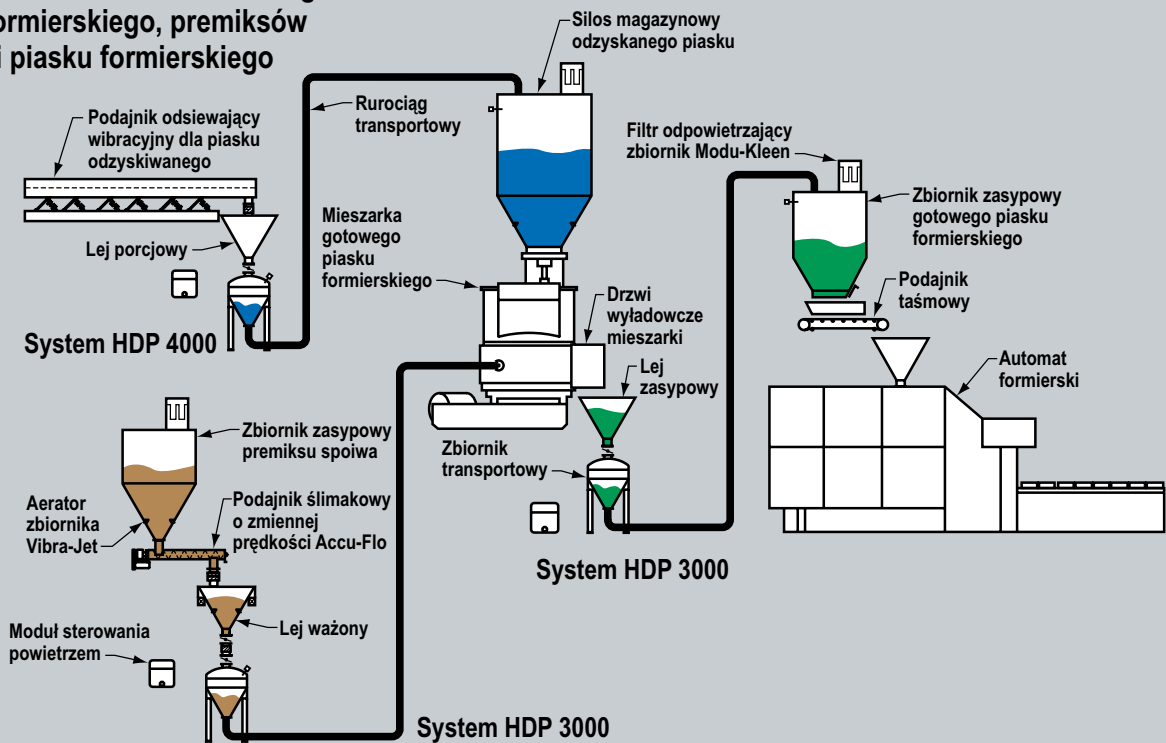 ormierskiego, premiksów
i piasku formierskiego
Silos magazynowy
odzyskanego piasku
Podajnik odsiewający
wibracyjny dla piasku
odzyskiwanego
Rurociąg
transportowy
Filtr odpowietrzający
zbiornik Modu-Kleen
Lej porcjowy
Mieszarka
gotowego
piasku
formierskiego
Zbiornik zasypowy
gotowego piasku
formierskiego
Podajnik
taśmowy
Drzwi
wyładowcze
mieszarki
System HDP 4000
Lej
zasypowy
Automat
formierski
Zbiornik zasypowy
premiksu spoiwa
Zbiornik
transportowy
Aerator
zbiornika
Vibra-Jet
Podajnik ślimakowy
o zmiennej
prędkości Accu-Flo
System HDP 3000
Lej ważony
Moduł sterowania
powietrzem
System HDP 3000